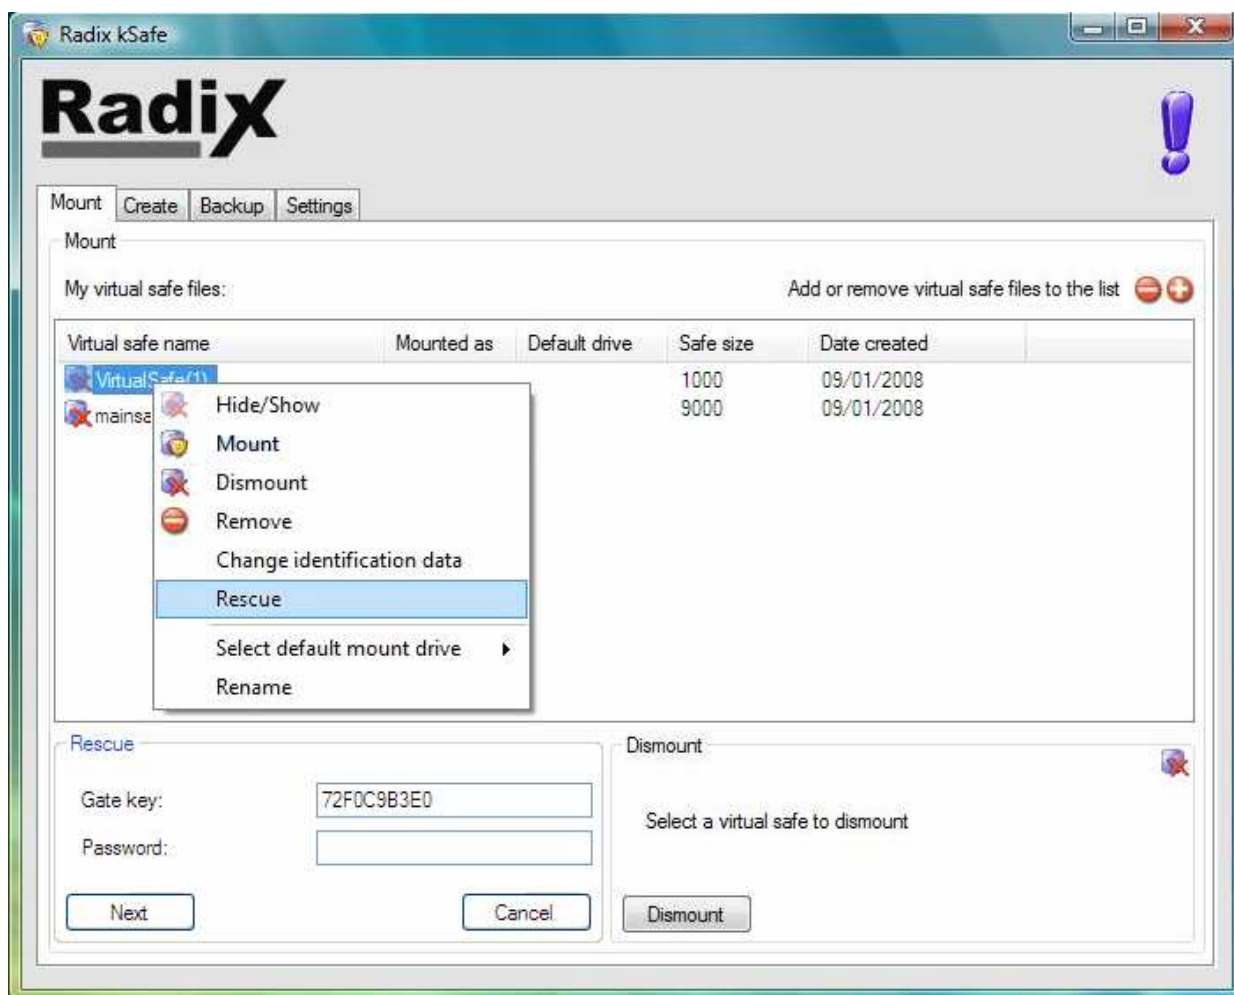 Radix kSafe
Radix
Mount Create Backup Settings
Mount
My virtual safe files: Add or remove virtual safe files to the list
Virtual safe name Mounted as Default drive Safe size Date created
VirtualSafe(1) 1000 09/01/2008
mainsa 9000 09/01/2008
Hide/Show
Mount
Dismount
Remove
Change identification data
Rescue
Select default mount drive
Rename
Rescue
Gate key: 72F0C9B3E0
Password:
Next Cancel
Dismount
Select a virtual safe to dismount
Dismount